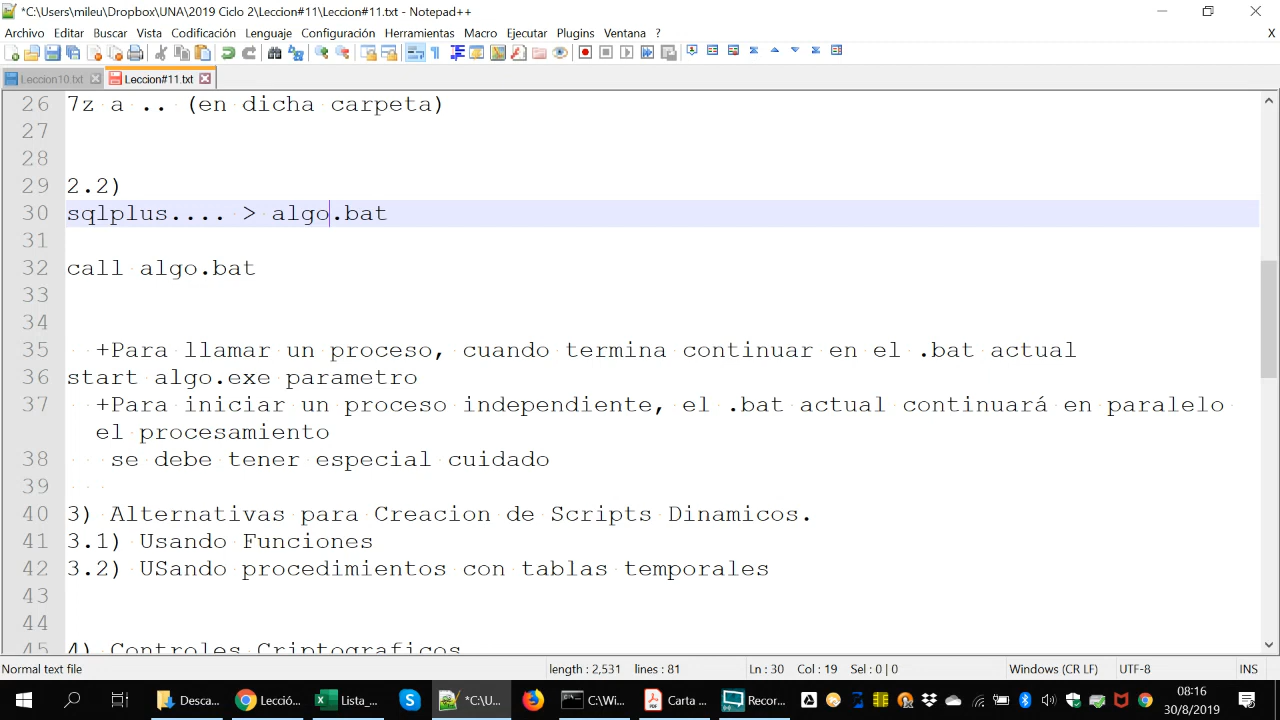 *C:\Users\mileu\Dropbox\UNA\2019 Ciclo 2\Leccion#11\Leccion#11.txt - Notepad++
Archivo Editar Buscar Vista Codificación Lenguaje Configuración Herramientas Macro Ejecutar Plugins Ventana ? X
Leccion10.txt Leccion#11.txt
26 7z a .. (en dicha carpeta)
27
28
29 2.2)
30 sqlplus.... > algo.bat
31
32 call algo.bat
33
34
35 +Para llamar un proceso, cuando termina continuar en el .bat actual
36 start algo.exe parametro
37 +Para iniciar un proceso independiente, el .bat actual continuará en paralelo
el procesamiento
38 se debe tener especial cuidado
39
40 3) Alternativas para Creacion de Scripts Dinamicos.
41 3.1) Usando Funciones
42 3.2) USando procedimientos con tablas temporales
43
44
45 4) Controles Criptograficos
Normal text file length : 2,531 lines : 81 Ln : 30 Col : 19 Sel : 0 | 0 Windows (CR LF) UTF-8 INS
Desca... Lecció... Lista_... *C:\U... C:\Wi... Carta ... Recor... 08:16
30/8/2019